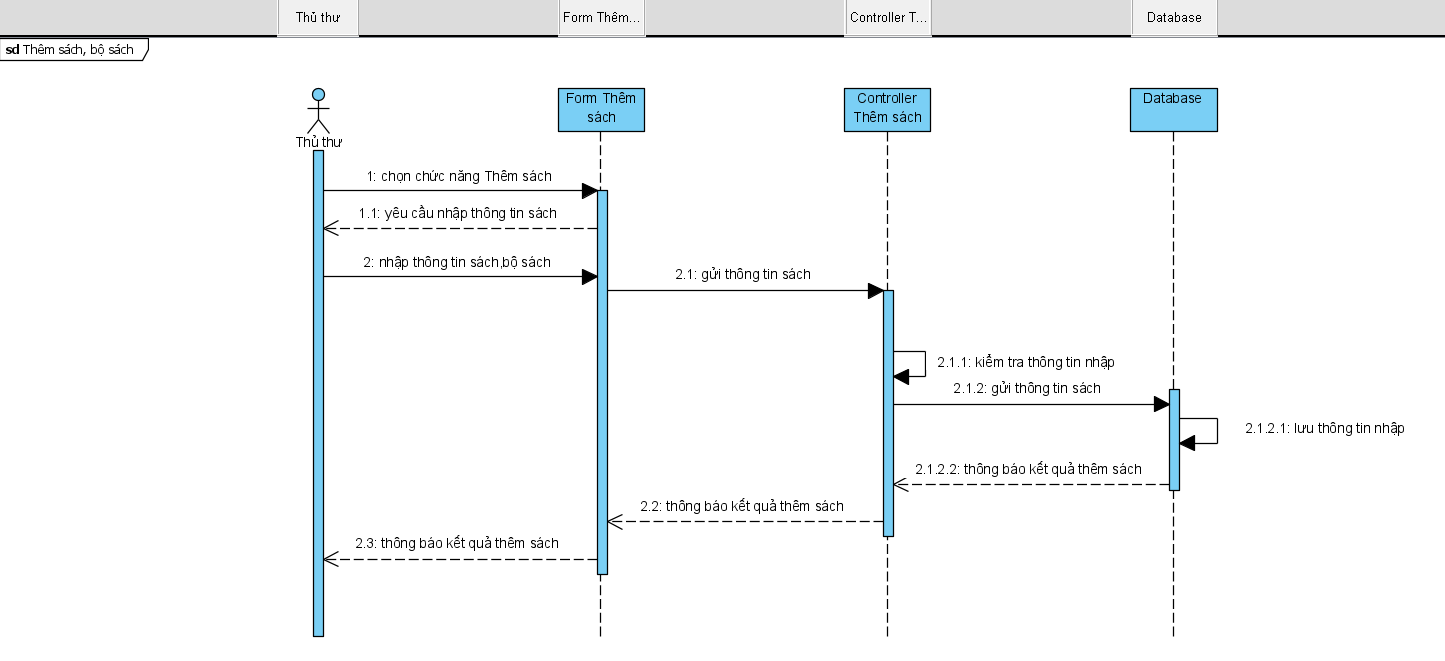 Thủ thư
Form Thêm...
Controller T...
Database
sd Thêm sách, bộ sách
Form Thêm
sách
Controller
Thêm sách
Database
Thủ thư
1: chọn chức năng Thêm sách
1.1: yêu cầu nhập thông tin sách
2: nhập thông tin sách,bộ sách
2.1: gửi thông tin sách
2.1.1: kiểm tra thông tin nhập
2.1.2: gửi thông tin sách
2.1.2.1: lưu thông tin nhập
2.1.2.2: thông báo kết quả thêm sách
2.2: thông báo kết quả thêm sách
2.3: thông báo kết quả thêm sách